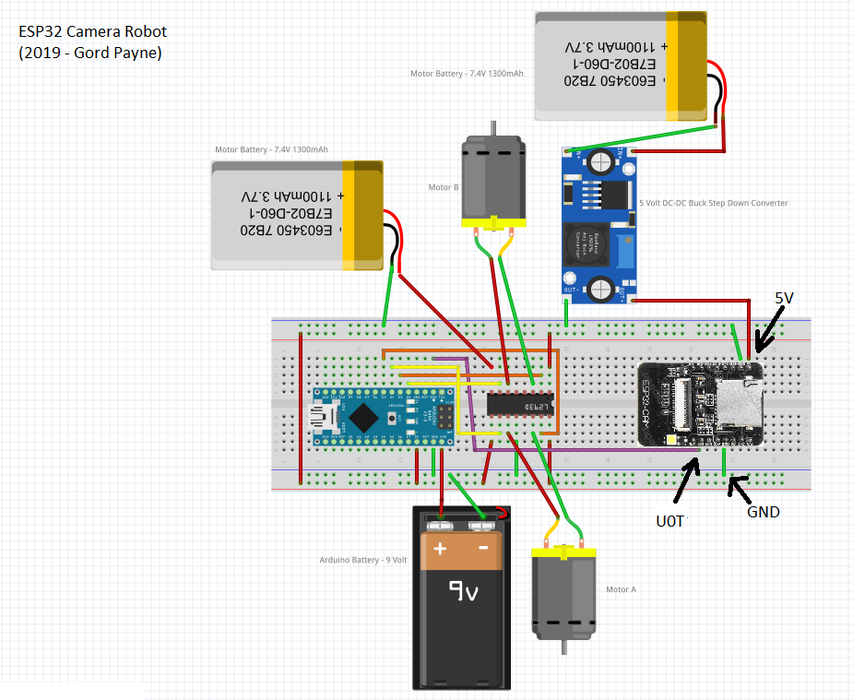 ESP32 Camera Robot
(2019 - Gord Payne)
Motor Battery - 7.4V 1300mAh
+ 1100mAh 3.7V
E7B02-D60-1
E603450 7B20
Motor Battery - 7.4V 1300mAh
+ 1100mAh 3.7V
E7B02-D60-1
E603450 7B20
Motor B
5 Volt DC-DC Buck Step Down Converter
5V
L293D
ESP32-CAM
U0T
GND
Arduino Battery - 9 Volt
+ -
9v
Motor A